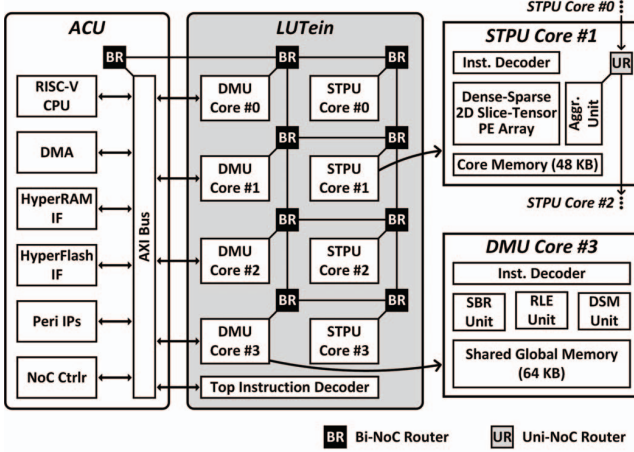 STPU Core #0
ACU
LUTein
STPU Core #1
BR
BR
BR
Inst. Decoder
UR
RISC-V
CPU
DMU
Core #0
STPU
Core #0
Dense-Sparse
2D Slice-Tensor
PE Array
Aggr.
Unit
DMA
BR
BR
DMU
Core #1
STPU
Core #1
Core Memory (48 KB)
HyperRAM
IF
AXI Bus
STPU Core #2
BR
BR
HyperFlash
IF
DMU
Core #2
STPU
Core #2
DMU Core #3
Inst. Decoder
Peri IPs
BR
BR
SBR
Unit
RLE
Unit
DSM
Unit
DMU
Core #3
STPU
Core #3
Shared Global Memory
(64 KB)
NoC Ctrlr
Top Instruction Decoder
BR Bi-NoC Router
UR Uni-NoC Router